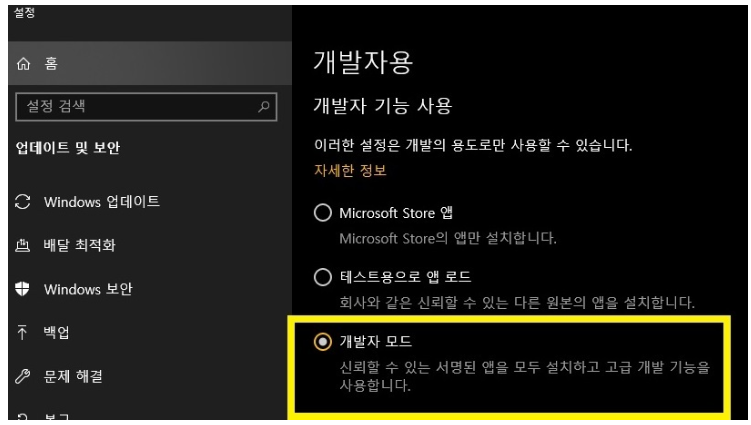 설정
홈
설정 검색
업데이트 및 보안
Windows 업데이트
배달 최적화
Windows 보안
백업
문제 해결
개발자용
개발자 기능 사용
이러한 설정은 개발의 용도로만 사용할 수 있습니다.
자세한 정보
Microsoft Store 앱
Microsoft Store의 앱만 설치합니다.
테스트용으로 앱 로드
회사와 같은 신뢰할 수 있는 다른 원본의 앱을 설치합니다.
개발자 모드
신뢰할 수 있는 서명된 앱을 모두 설치하고 고급 개발 기능을
사용합니다.